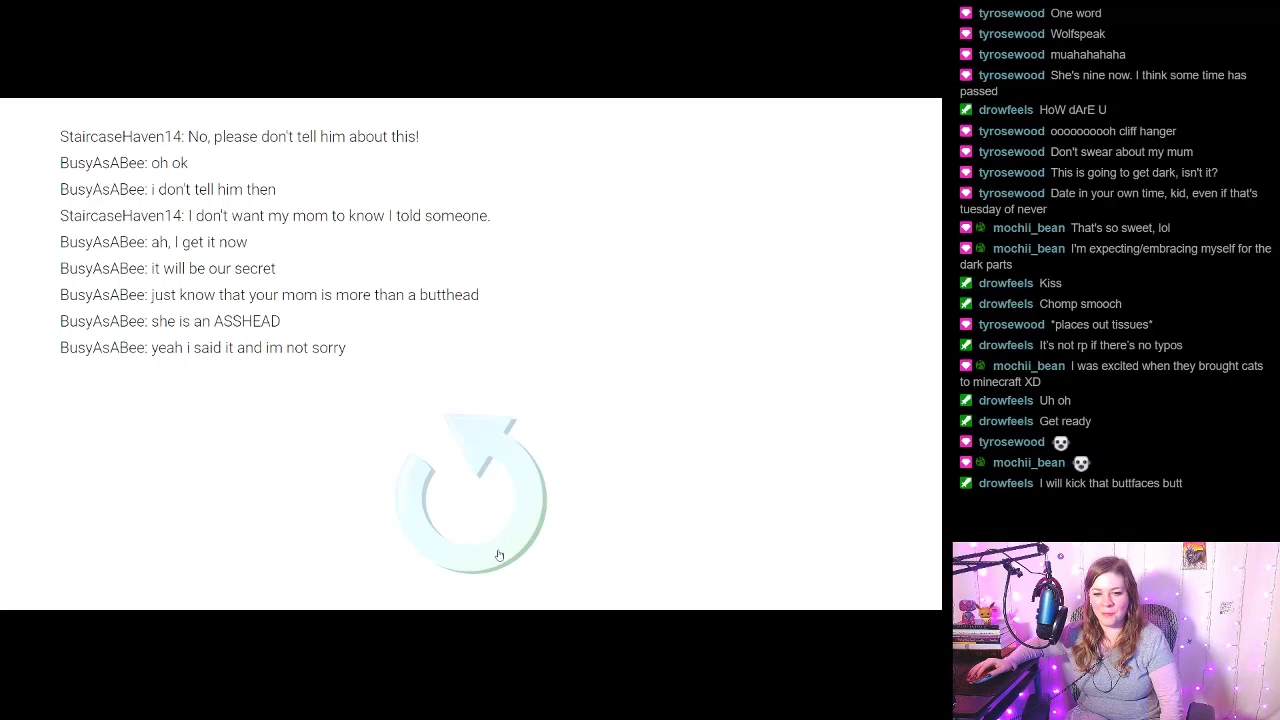 StaircaseHaven14: No, please don't tell him about this!
BusyAsABee: oh ok
BusyAsABee: i don't tell him then
StaircaseHaven14: I don't want my mom to know I told someone.
BusyAsABee: ah, I get it now
BusyAsABee: it will be our secret
BusyAsABee: just know that your mom is more than a butthead
BusyAsABee: she is an ASSHEAD
BusyAsABee: yeah i said it and im not sorry
tyrosewood One word
tyrosewood Wolfspeak
tyrosewood muahahahaha
tyrosewood She's nine now. I think some time has
passed
drowfeels HoW dArE U
tyrosewood oooooooooh cliff hanger
tyrosewood Don't swear about my mum
tyrosewood This is going to get dark, isn't it?
tyrosewood Date in your own time, kid, even if that's
tuesday of never
mochii_bean That's so sweet, lol
mochii_bean I'm expecting/embracing myself for the
dark parts
drowfeels Kiss
drowfeels Chomp smooch
tyrosewood *places out tissues*
drowfeels It's not rp if there's no typos
mochii_bean I was excited when they brought cats
to minecraft XD
drowfeels Uh oh
drowfeels Get ready
tyrosewood
mochii_bean
drowfeels I will kick that buttfaces butt